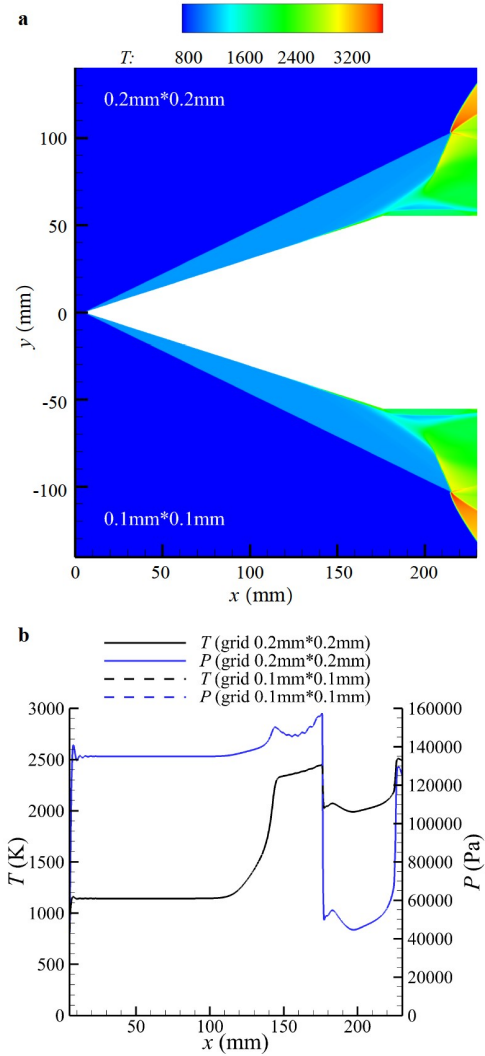 a
T: 800 1600 2400 3200
0.2mm*0.2mm
100
50
0
-50
-100
y (mm)
0.1mm*0.1mm
0 50 100 150 200
x (mm)
b
T (grid 0.2mm*0.2mm)
P (grid 0.2mm*0.2mm)
T (grid 0.1mm*0.1mm)
P (grid 0.1mm*0.1mm)
3000 160000
2500 140000
2000 120000
1500 100000
1000 80000
500 60000
0 40000
20000
0
T (K)
P (Pa)
50 100 150 200
x (mm)